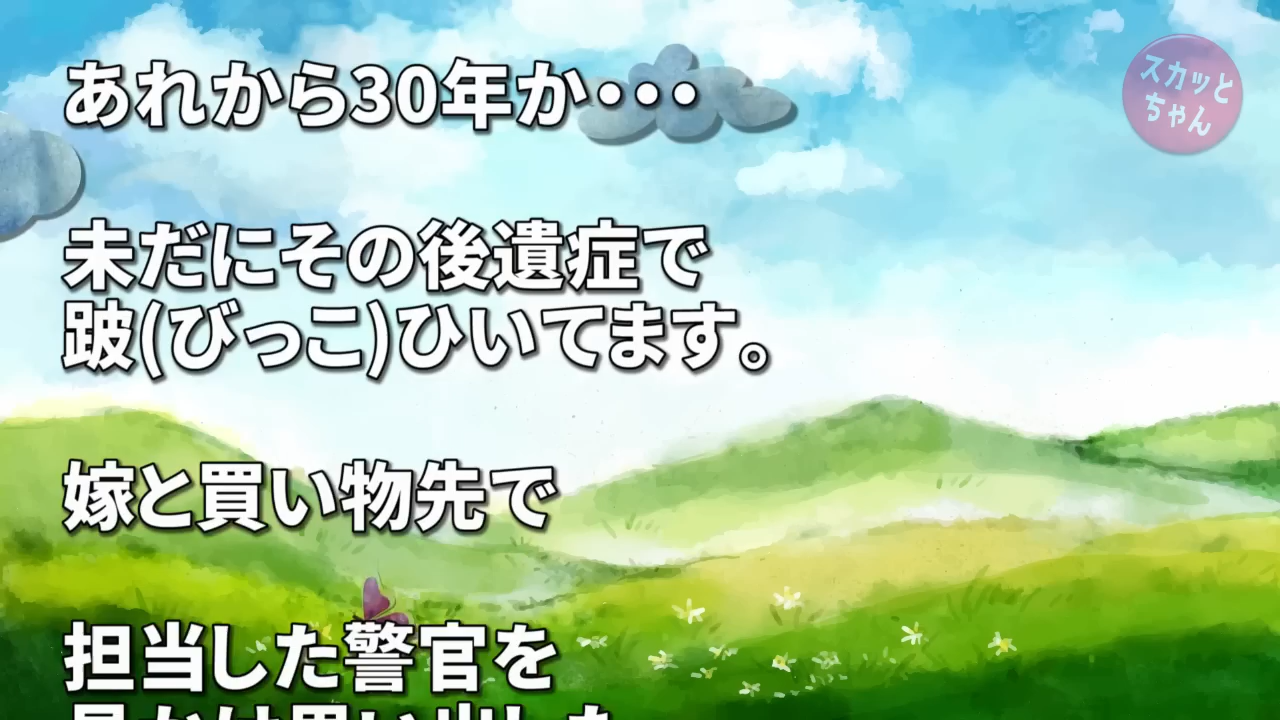 あれから30年か・・・
スカッと
ちゃん
未だにその後遺症で
跛(びっこ)ひいてます。
嫁と買い物先で
担当した警官を